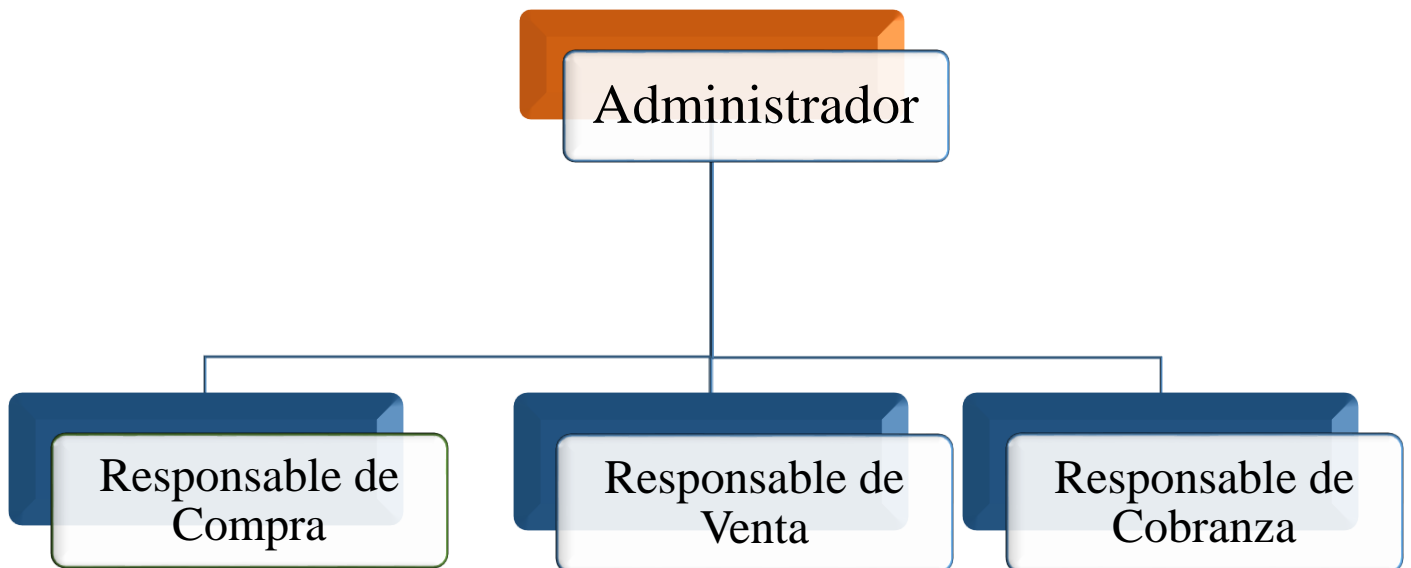 Administrador
Responsable de
Compra
Responsable de
Venta
Responsable de
Cobranza